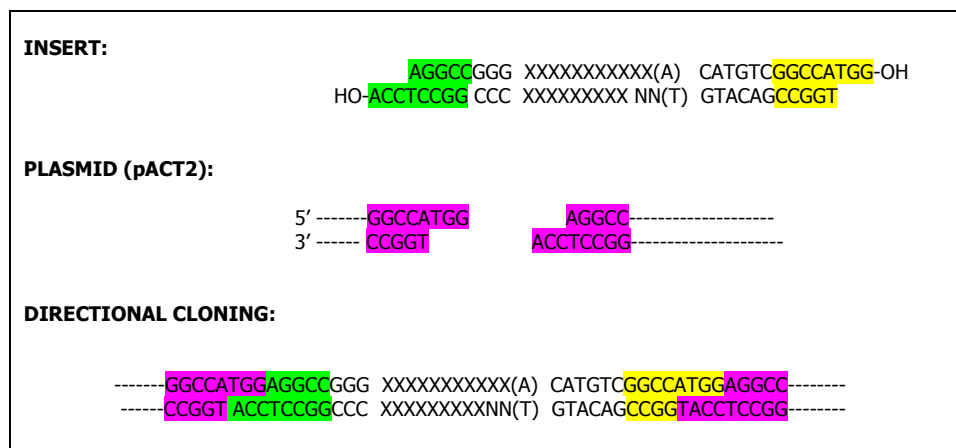 INSERT:
AGGCCGGG XXXXXXXXXXX(A) CATGTCGGCCATGG-OH
HO-ACCTCCGG CCC XXXXXXXXX NN(T) GTACAGCCGGT
PLASMID (pACT2):
5’ -------GGCCATGG AGGCC--------------------
3’ ------ CCGGT ACCTCCGG---------------------
DIRECTIONAL CLONING:
-------GGCCATGGAGGCCGGG XXXXXXXXXXX(A) CATGTCGGCCATGGAGGCC--------
------CCGGT ACCTCCGGCCC XXXXXXXXXNN(T) GTACAGCCGGTACCTCCGG--------